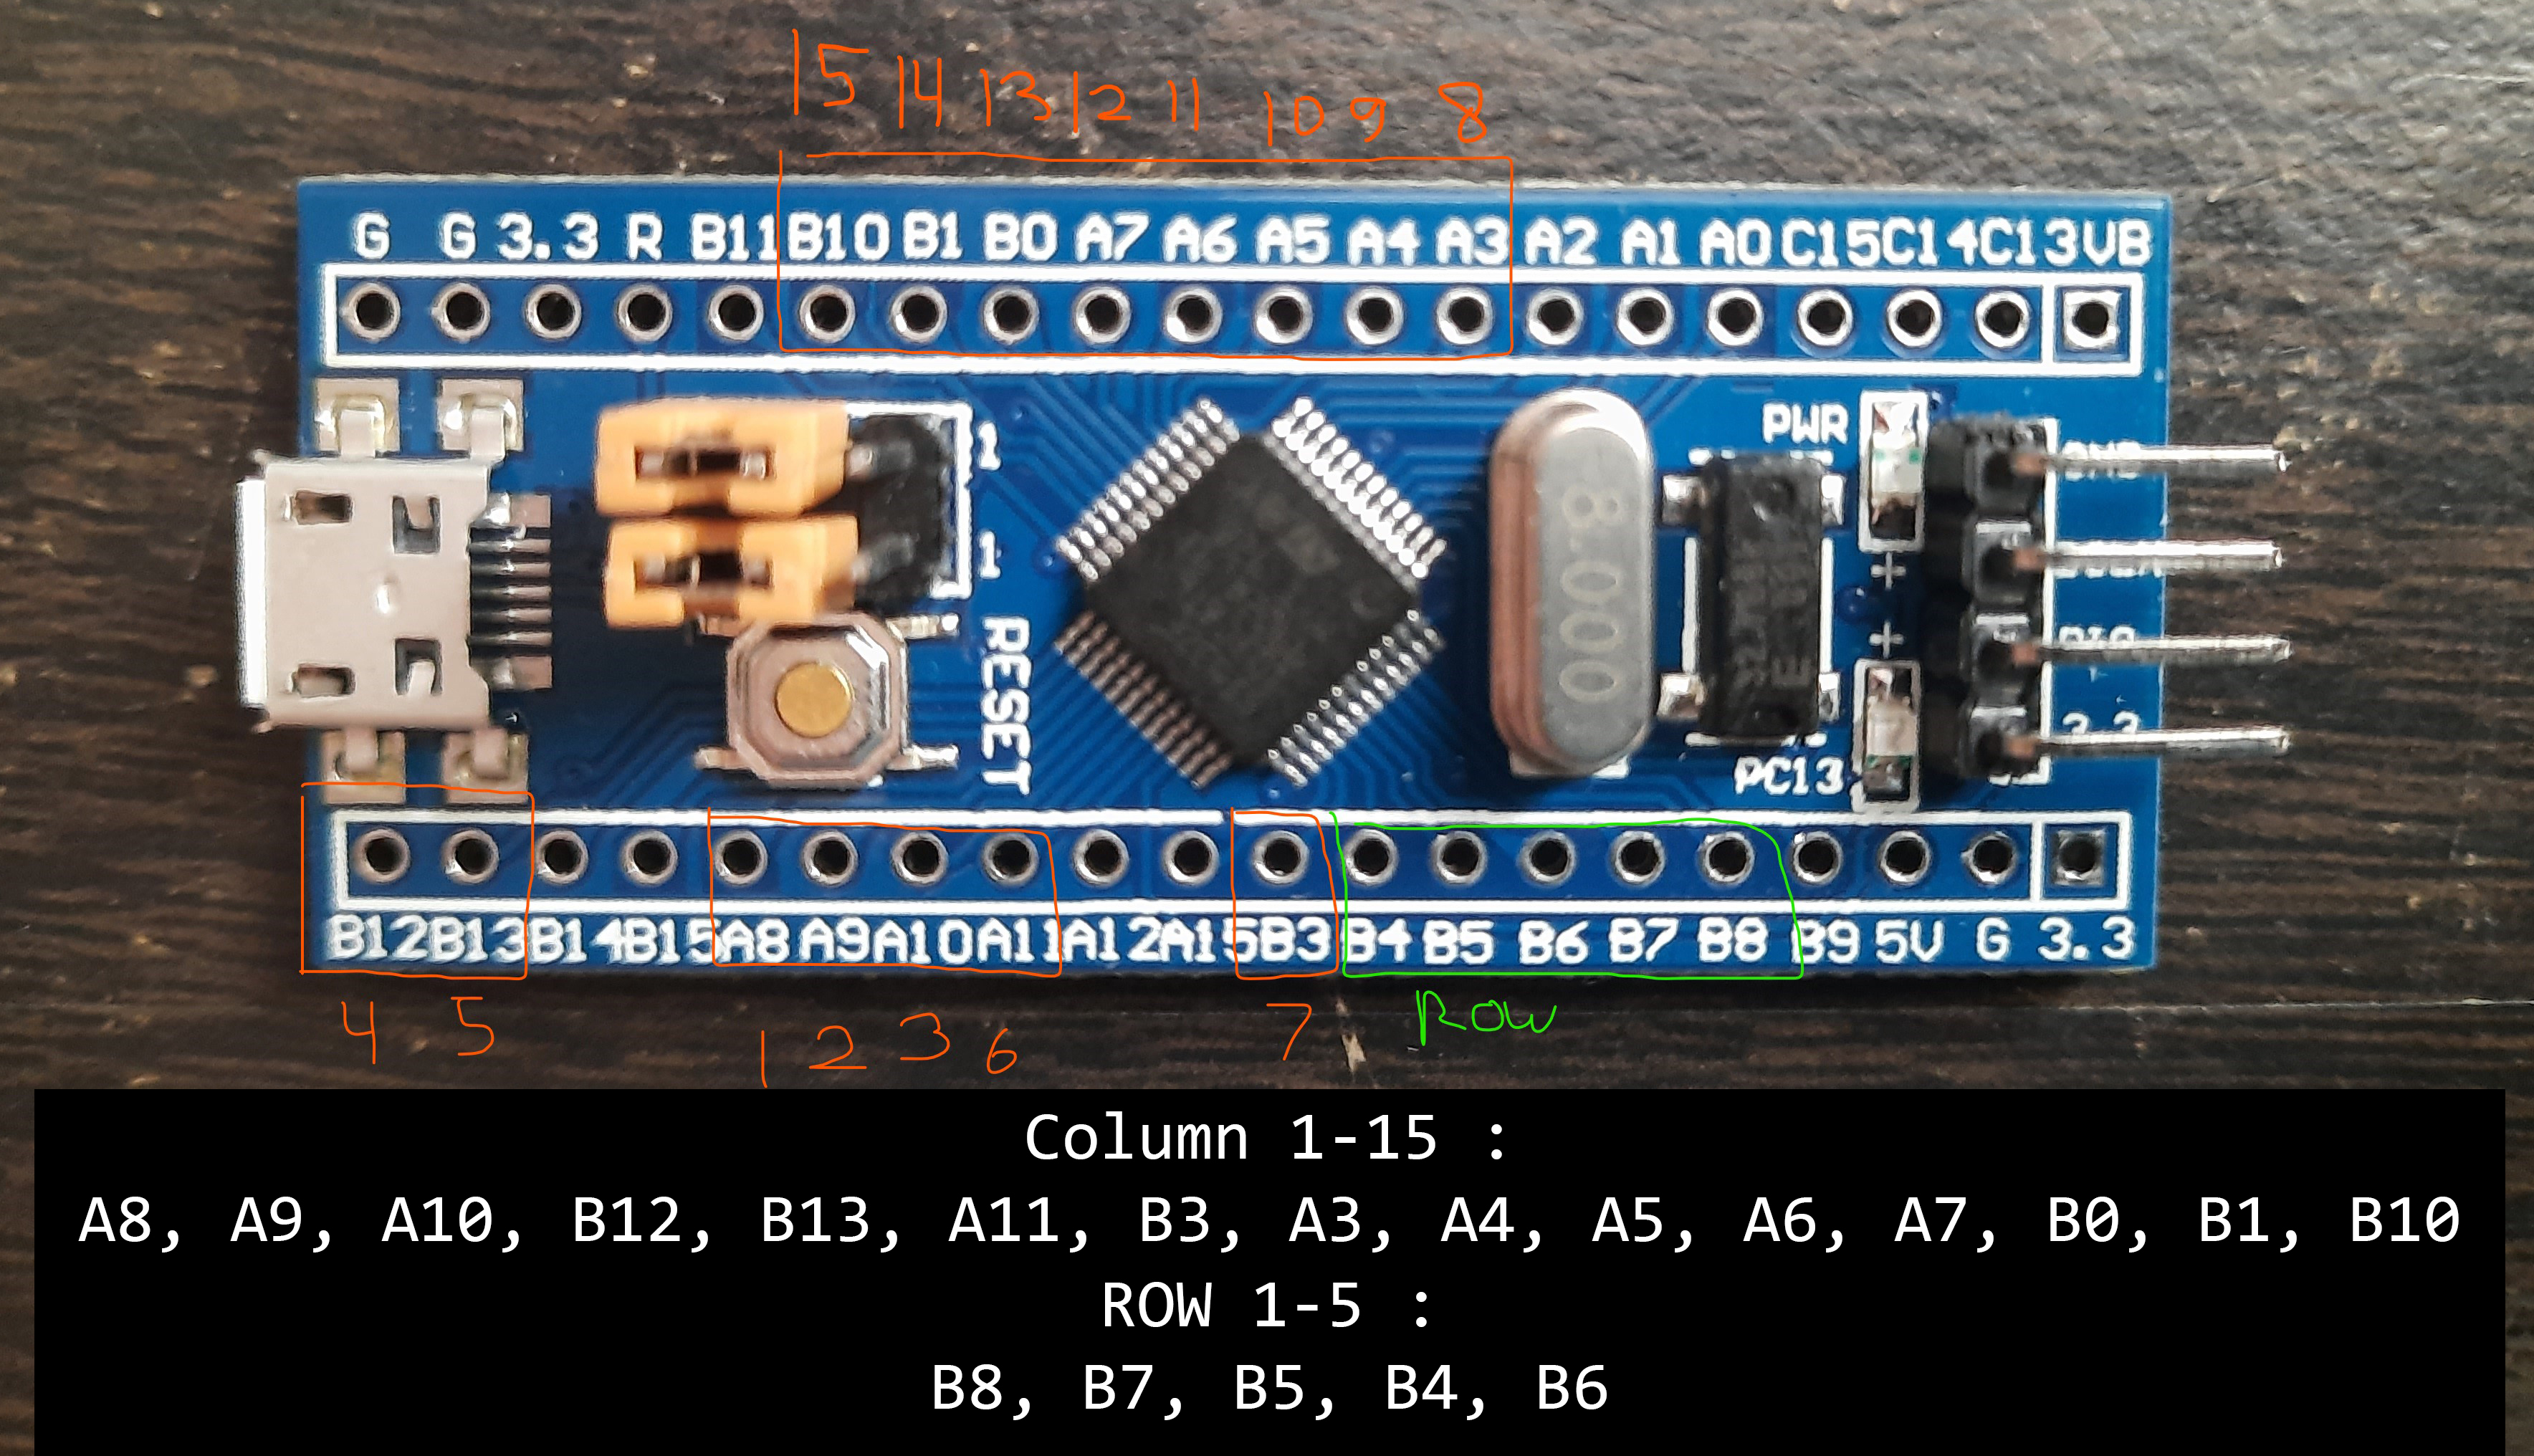 15 14 13 12 11 10 9 8
G G 3.3 R B11 B10 B1 B0 A7 A6 A5 A4 A3 A2 A1 A0 C15 C14 C13 VB
PWR
2
1
+
8.000
+
RESET
PC13
B12 B13 B14 B15 A8 A9 A10 A11 A12 A15 B3 B4 B5 B6 B7 B8 B9 5V G 3.3
4 5 1 2 3 6 7 Row
Column 1-15 :
A8, A9, A10, B12, B13, A11, B3, A3, A4, A5, A6, A7, B0, B1, B10
ROW 1-5 :
B8, B7, B5, B4, B6